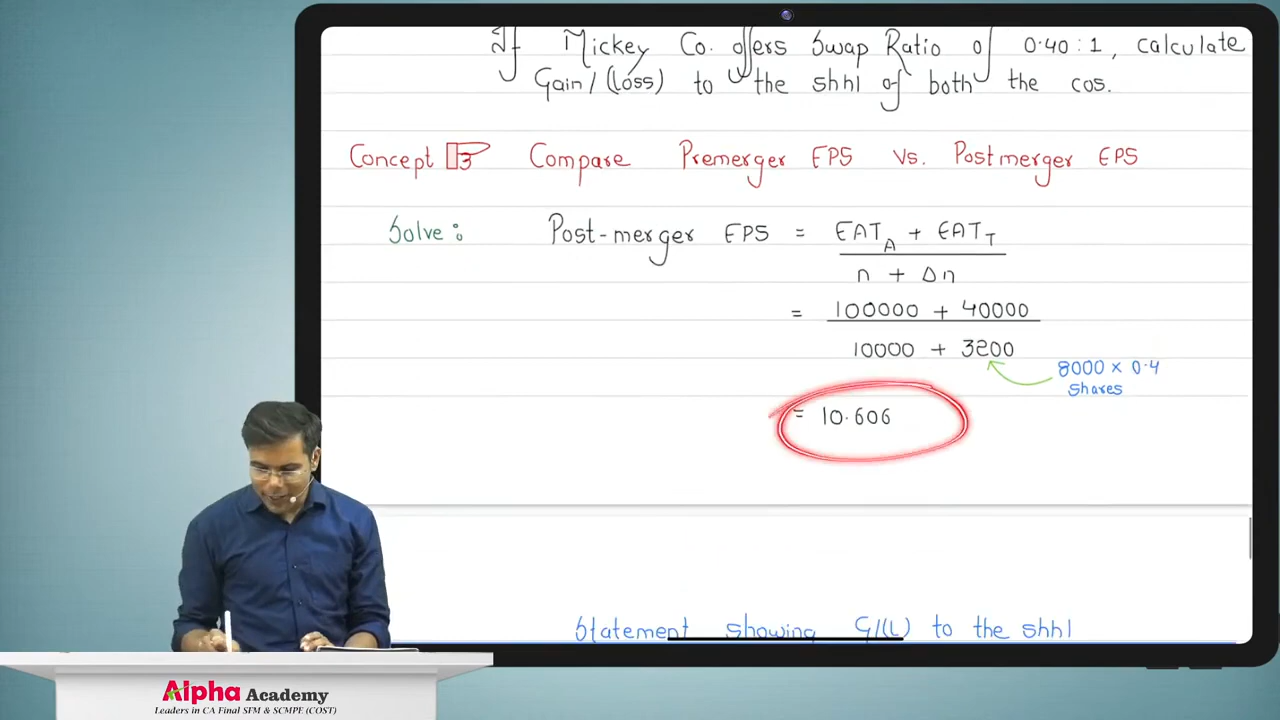 If Mickey Co. offers Swap Ratio of 0.40 : 1, calculate
Gain/(loss) to the shhl of both the cos.
Concept Compare Premerger EPS Vs. Postmerger EPS
Solve : Post-merger EPS = EAT_A + EAT_T
n + Δn
= 100000 + 40000
10000 + 3200
8000 × 0.4
shares
= 10.606
Statement showing G/(L) to the shhl
Alpha Academy
Leaders in CA Final SFM & SCMPE (COST)